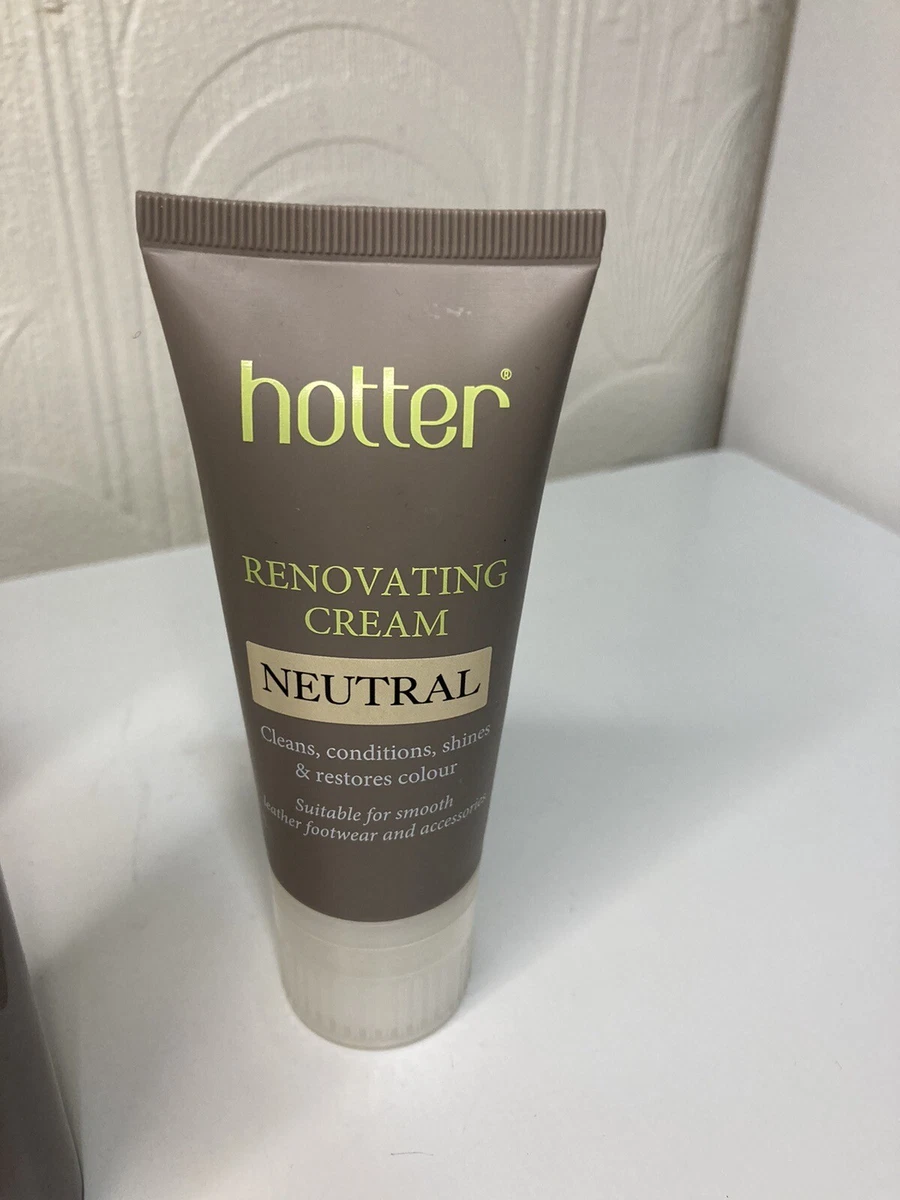 hotter®
RENOVATING
CREAM
NEUTRAL
Cleans, conditions, shines
& restores colour
Suitable for smooth
leather footwear and accessories